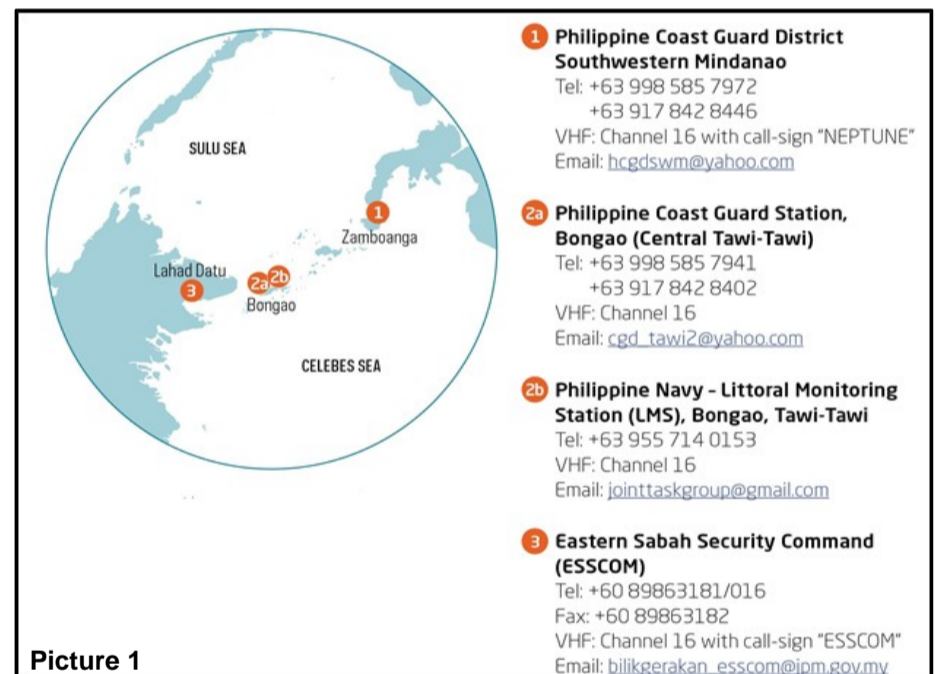 SULU SEA
1
Zamboanga
Lahad Datu
3
2a 2b
Bongao
CELEBES SEA
Picture 1
1 Philippine Coast Guard District
Southwestern Mindanao
Tel: +63 998 585 7972
+63 917 842 8446
VHF: Channel 16 with call-sign "NEPTUNE"
Email: hcgdswm@yahoo.com
2a Philippine Coast Guard Station,
Bongao (Central Tawi-Tawi)
Tel: +63 998 585 7941
+63 917 842 8402
VHF: Channel 16
Email: cgd_tawi2@yahoo.com
2b Philippine Navy – Littoral Monitoring
Station (LMS), Bongao, Tawi-Tawi
Tel: +63 955 714 0153
VHF: Channel 16
Email: jointtaskgroup@gmail.com
3 Eastern Sabah Security Command
(ESSCOM)
Tel: +60 89863181/016
Fax: +60 89863182
VHF: Channel 16 with call-sign "ESSCOM"
Email: bilikgerakan_esscom@jpm.gov.my